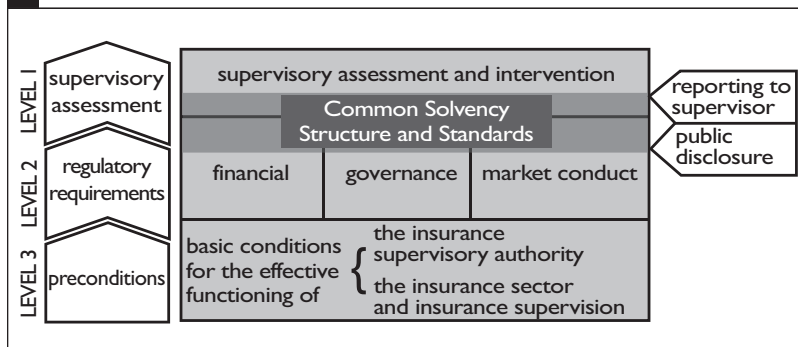 LEVEL 1
supervisory
assessment
supervisory assessment and intervention
Common Solvency
Structure and Standards
reporting to
supervisor
public
disclosure
LEVEL 2
regulatory
requirements
financial
governance
market conduct
LEVEL 3
preconditions
basic conditions
for the effective
functioning of
{
the insurance
supervisory authority
the insurance sector
and insurance supervision